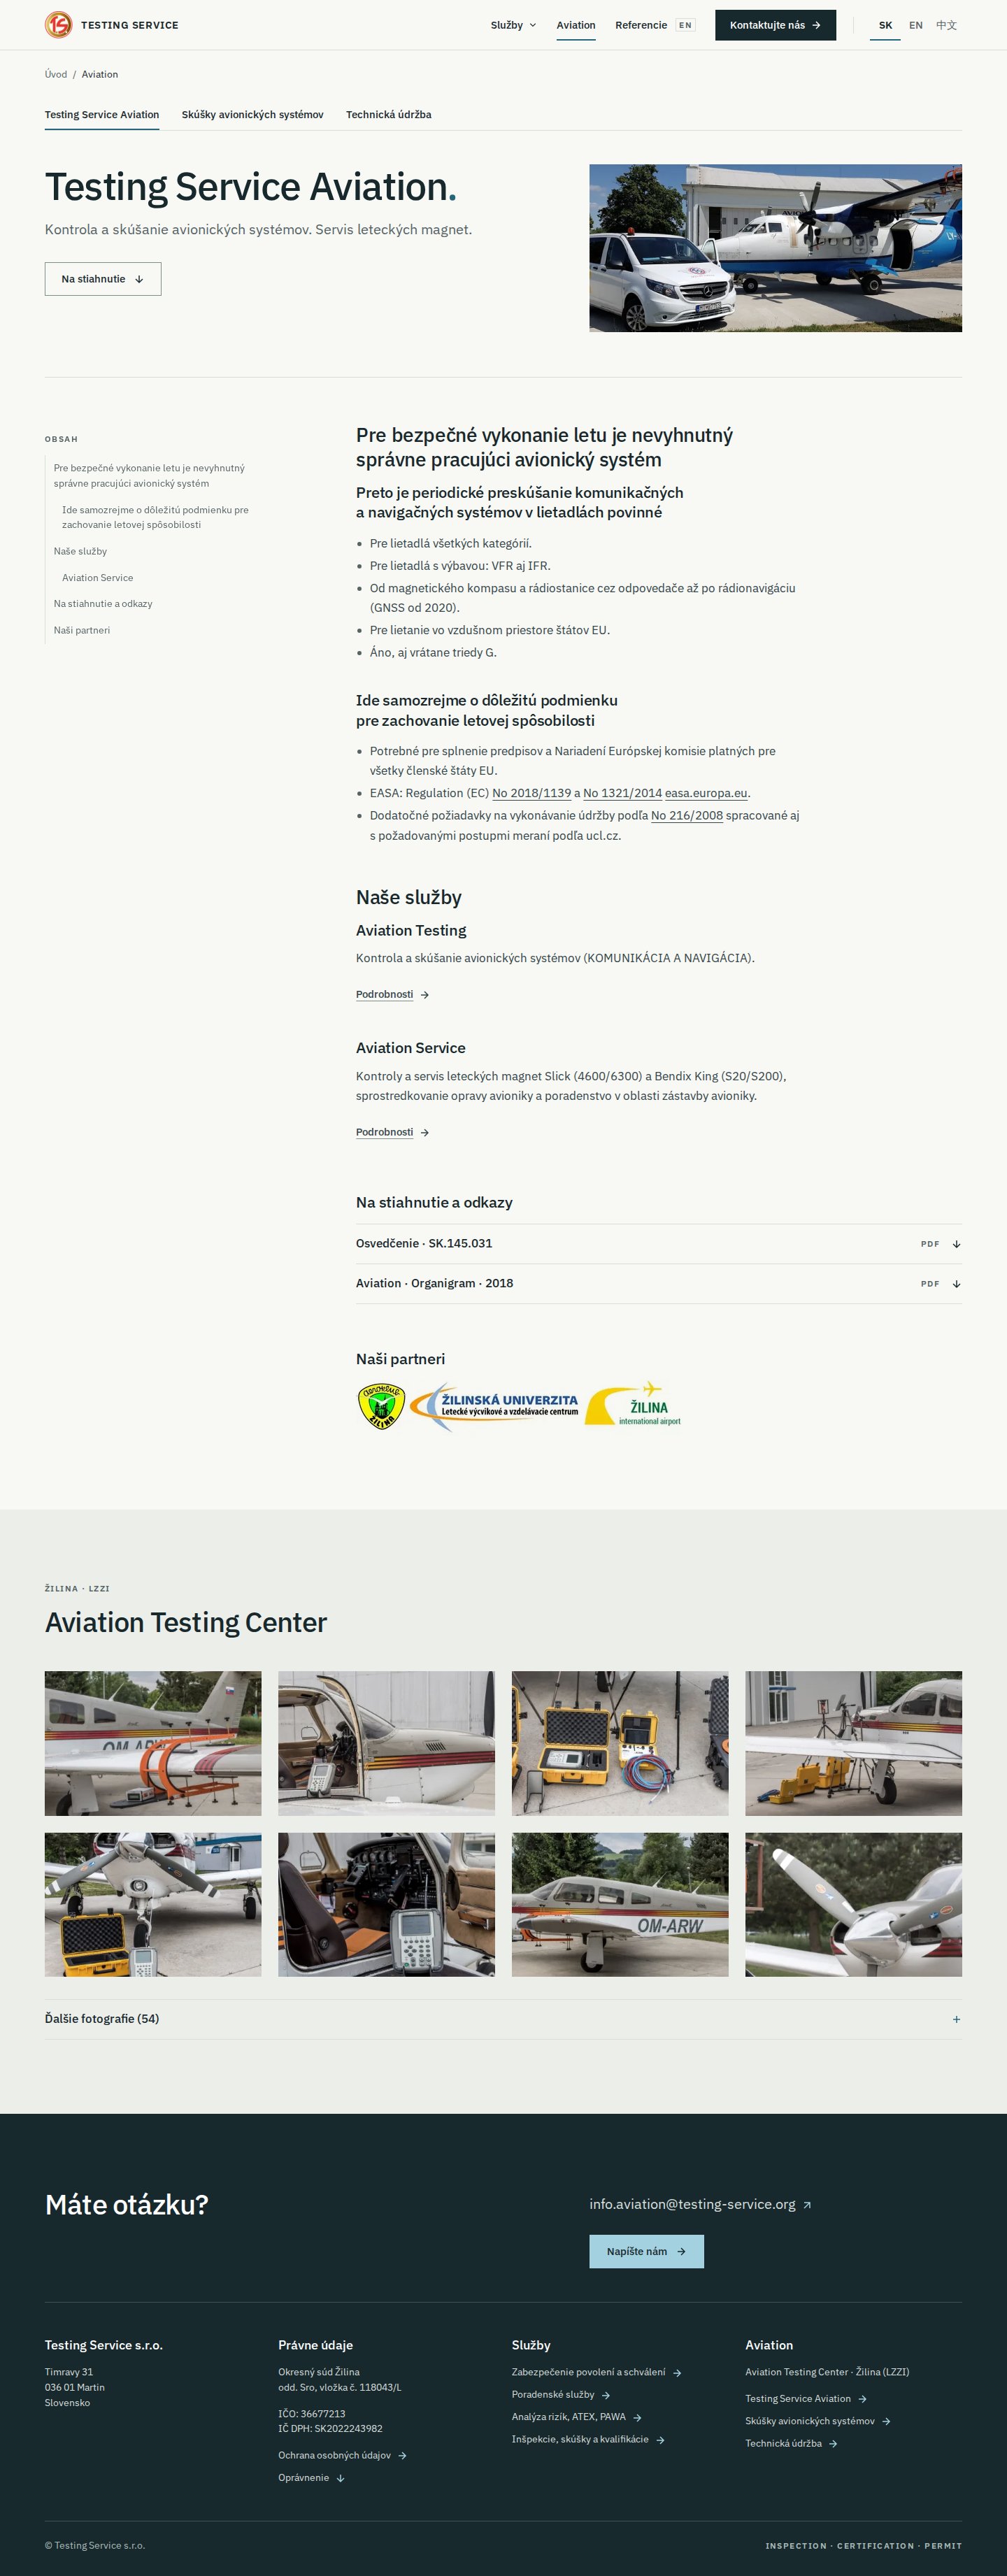 TESTING SERVICE
Služby
Aviation
Referencie EN
Kontaktujte nás →
SK EN 中文
Úvod / Aviation
Testing Service Aviation
Skúšky avionických systémov
Technická údržba
Testing Service Aviation.
Kontrola a skúšanie avionických systémov. Servis leteckých magnet.
Na stiahnutie ↓
OBSAH
Pre bezpečné vykonanie letu je nevyhnutný
správne pracujúci avionický systém
Ide samozrejme o dôležitú podmienku pre
zachovanie letovej spôsobilosti
Naše služby
Aviation Service
Na stiahnutie a odkazy
Naši partneri
Pre bezpečné vykonanie letu je nevyhnutný
správne pracujúci avionický systém
Preto je periodické preskúšanie komunikačných
a navigačných systémov v lietadlách povinné
• Pre lietadlá všetkých kategórií.
• Pre lietadlá s výbavou: VFR aj IFR.
• Od magnetického kompasu a rádiostanice cez odpovedače až po rádionavigáciu
(GNSS od 2020).
• Pre lietanie vo vzdušnom priestore štátov EU.
• Áno, aj vrátane triedy G.
Ide samozrejme o dôležitú podmienku
pre zachovanie letovej spôsobilosti
• Potrebné pre splnenie predpisov a Nariadení Európskej komisie platných pre
všetky členské štáty EU.
• EASA: Regulation (EC) No 2018/1139 a No 1321/2014 easa.europa.eu.
• Dodatočné požiadavky na vykonávanie údržby podľa No 216/2008 spracované aj
s požadovanými postupmi meraní podľa ucl.cz.
Naše služby
Aviation Testing
Kontrola a skúšanie avionických systémov (KOMUNIKÁCIA A NAVIGÁCIA).
Podrobnosti →
Aviation Service
Kontroly a servis leteckých magnet Slick (4600/6300) a Bendix King (S20/S200),
sprostredkovanie opravy avioniky a poradenstvo v oblasti zástavby avioniky.
Podrobnosti →
Na stiahnutie a odkazy
Osvedčenie · SK.145.031 PDF ↓
Aviation · Organigram · 2018 PDF ↓
Naši partneri
aeroklub
ŽILINA
ŽILINSKÁ UNIVERZITA
Letecké výcvikové a vzdelávacie centrum
ŽILINA
international airport
ŽILINA · LZZI
Aviation Testing Center
OM-ARW
Ďalšie fotografie (54) +
Máte otázku?
info.aviation@testing-service.org ↗
Napíšte nám →
Testing Service s.r.o.
Timravy 31
036 01 Martin
Slovensko
Právne údaje
Okresný súd Žilina
odd. Sro, vložka č. 118043/L
IČO: 36677213
IČ DPH: SK2022243982
Ochrana osobných údajov →
Oprávnenie ↓
Služby
Zabezpečenie povolení a schválení →
Poradenské služby →
Analýza rizík, ATEX, PAWA →
Inšpekcie, skúšky a kvalifikácie →
Aviation
Aviation Testing Center · Žilina (LZZI)
Testing Service Aviation →
Skúšky avionických systémov →
Technická údržba →
© Testing Service s.r.o.
INSPECTION · CERTIFICATION · PERMIT